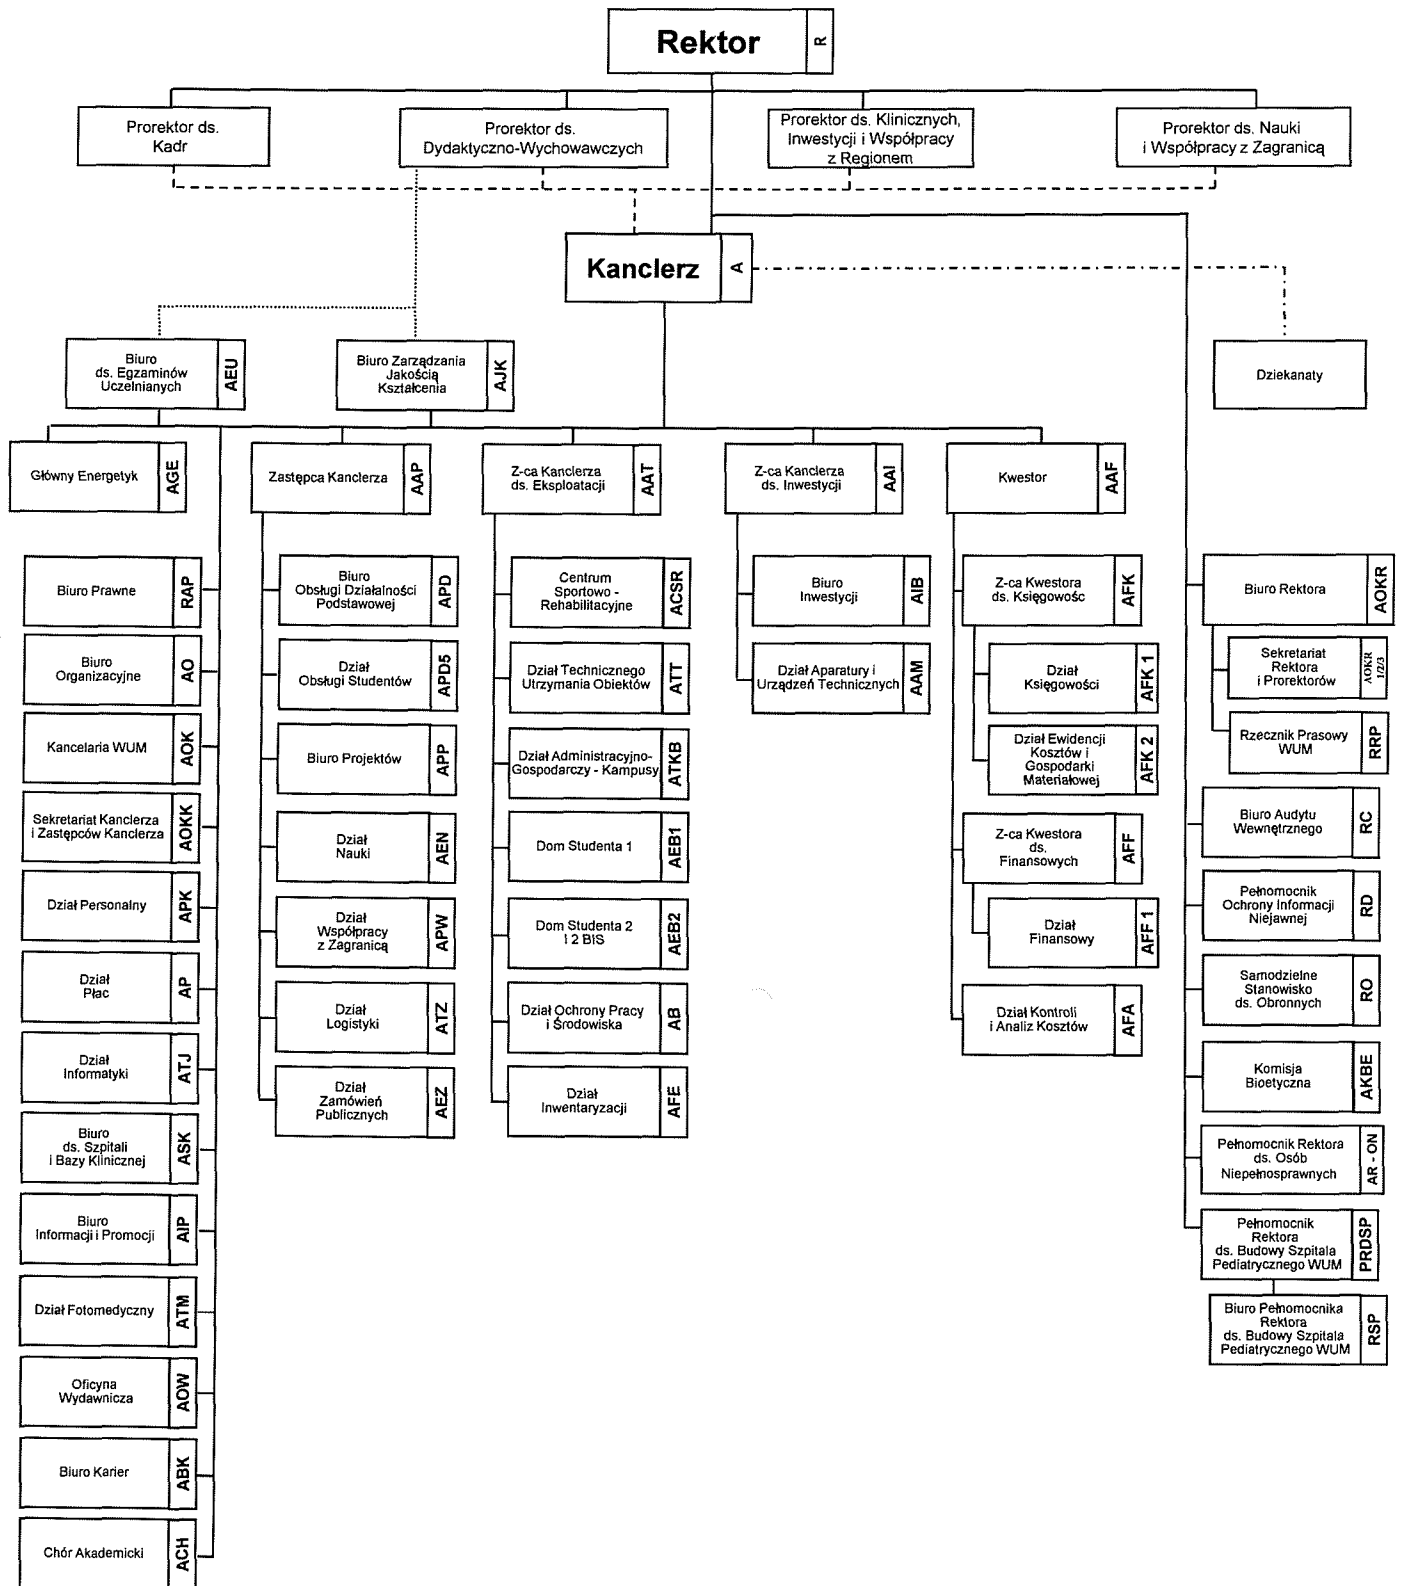 Rektor
R
Prorektor ds.
Kadr
Prorektor ds.
Dydaktyczno-Wychowawczych
Prorektor ds. Klinicznych,
Inwestycji i Współpracy
z Regionem
Prorektor ds. Nauki
i Współpracy z Zagranicą
Kanclerz
A
Biuro
ds. Egzaminów
Uczelnianych
AEU
Biuro Zarządzania
Jakością
Kształcenia
AJK
Dziekanaty
Główny Energetyk
AGE
Zastępca Kanclerza
AAP
Z-ca Kanclerza
ds. Eksploatacji
AAT
Z-ca Kanclerza
ds. Inwestycji
AAI
Kwestor
AAF
Biuro Prawne
RAP
Biuro
Organizacyjne
AO
Kancelaria WUM
AOK
Sekretariat Kanclerza
i Zastępców Kanclerza
AOKK
Dział Personalny
APK
Dział
Płac
AP
Dział
Informatyki
ATJ
Biuro
ds. Szpitali
i Bazy Klinicznej
ASK
Biuro
Informacji i Promocji
AIP
Dział Fotomedyczny
ATM
Oficyna
Wydawnicza
AOW
Biuro Karier
ABK
Chór Akademicki
ACH
Biuro
Obsługi Działalności
Podstawowej
APD
Dział
Obsługi Studentów
APD5
Biuro Projektów
APP
Dział
Nauki
AEN
Dział
Współpracy
z Zagranicą
APW
Dział
Logistyki
ATZ
Dział
Zamówień
Publicznych
AEZ
Centrum
Sportowo -
Rehabilitacyjne
ACSR
Dział Technicznego
Utrzymania Obiektów
ATT
Dział Administracyjno-
Gospodarczy - Kampusy
ATKB
Dom Studenta 1
AEB1
Dom Studenta 2
I 2 BIS
AEB2
Dział Ochrony Pracy
i Środowiska
AB
Dział
Inwentaryzacji
AFE
Biuro
Inwestycji
AIB
Dział Aparatury i
Urządzeń Technicznych
AAM
Z-ca Kwestora
ds. Księgowośc
AFK
Dział
Księgowości
AFK 1
Dział Ewidencji
Kosztów i
Gospodarki
Materiałowej
AFK 2
Z-ca Kwestora
ds.
Finansowych
AFF
Dział
Finansowy
AFF 1
Dział Kontroli
i Analiz Kosztów
AFA
Biuro Rektora
AOKR
Sekretariat
Rektora
i Prorektorów
AOKR
1/2/3
Rzecznik Prasowy
WUM
RRP
Biuro Audytu
Wewnętrznego
RC
Pełnomocnik
Ochrony Informacji
Niejawnej
RD
Samodzielne
Stanowisko
ds. Obronnych
RO
Komisja
Bioetyczna
AKBE
Pełnomocnik Rektora
ds. Osób
Niepełnosprawnych
AR - ON
Pełnomocnik
Rektora
ds. Budowy Szpitala
Pediatrycznego WUM
PRDSP
Biuro Pełnomocnika
Rektora
ds. Budowy Szpitala
Pediatrycznego WUM
RSP